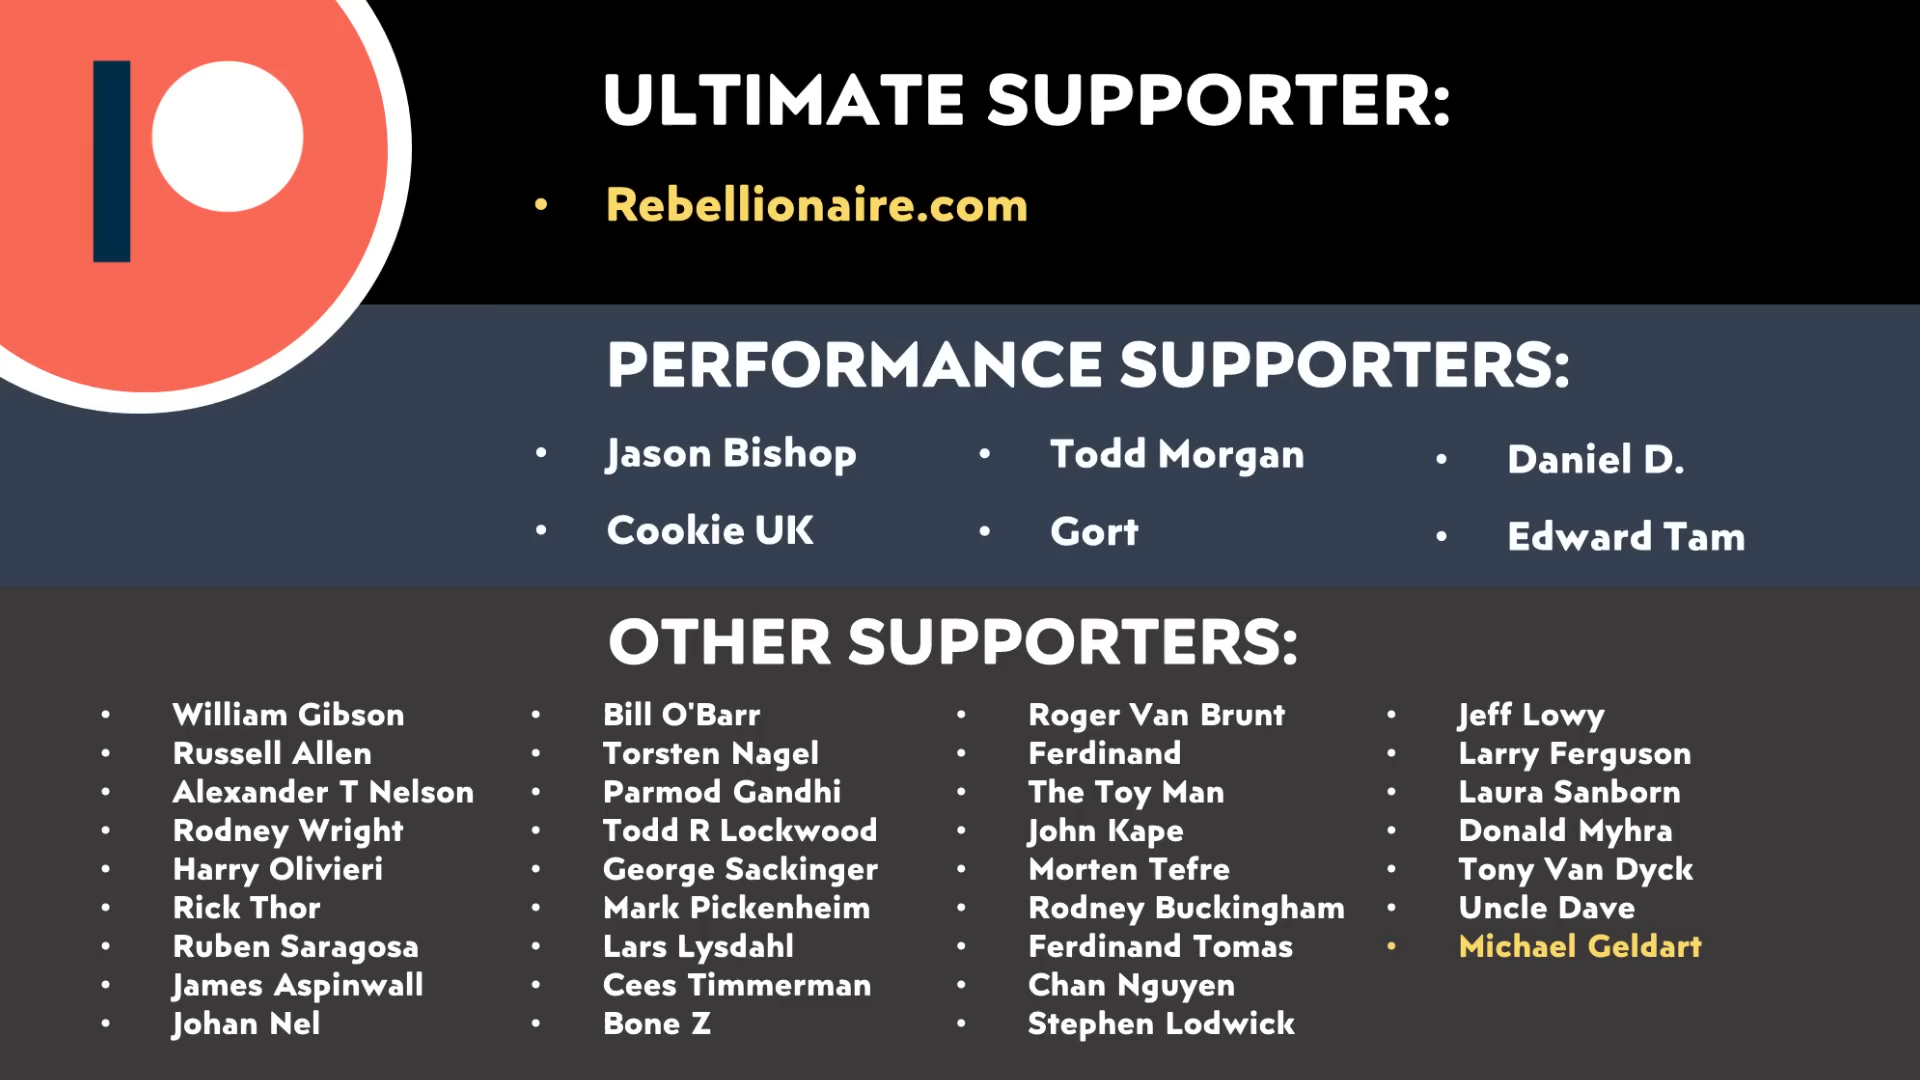 ULTIMATE SUPPORTER:
• Rebellionaire.com
PERFORMANCE SUPPORTERS:
• Jason Bishop
• Cookie UK
• Todd Morgan
• Gort
• Daniel D.
• Edward Tam
OTHER SUPPORTERS:
• William Gibson
• Russell Allen
• Alexander T Nelson
• Rodney Wright
• Harry Olivieri
• Rick Thor
• Ruben Saragosa
• James Aspinwall
• Johan Nel
• Bill O'Barr
• Torsten Nagel
• Parmod Gandhi
• Todd R Lockwood
• George Sackinger
• Mark Pickenheim
• Lars Lysdahl
• Cees Timmerman
• Bone Z
• Roger Van Brunt
• Ferdinand
• The Toy Man
• John Kape
• Morten Tefre
• Rodney Buckingham
• Ferdinand Tomas
• Chan Nguyen
• Stephen Lodwick
• Jeff Lowy
• Larry Ferguson
• Laura Sanborn
• Donald Myhra
• Tony Van Dyck
• Uncle Dave
• Michael Geldart